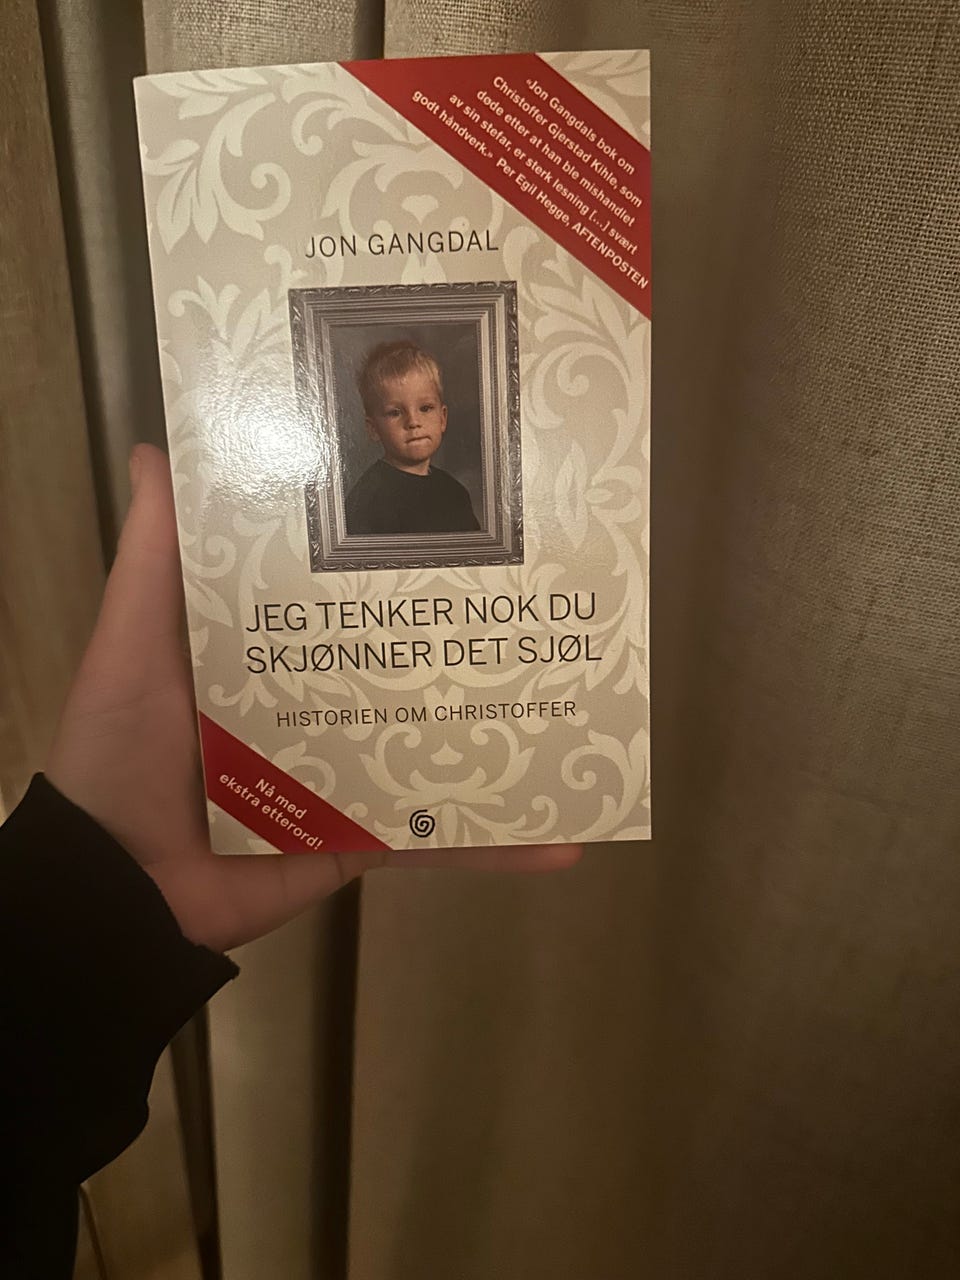 «Jon Gangdals bok om
Christoffer Gjerstad Kihle, som
døde etter at han ble mishandlet
av sin stefar, er sterk lesning [...] svært
godt håndverk.» Per Egil Hegge, AFTENPOSTEN
JON GANGDAL
JEG TENKER NOK DU
SKJØNNER DET SJØL
HISTORIEN OM CHRISTOFFER
Nå med
ekstra etterord!